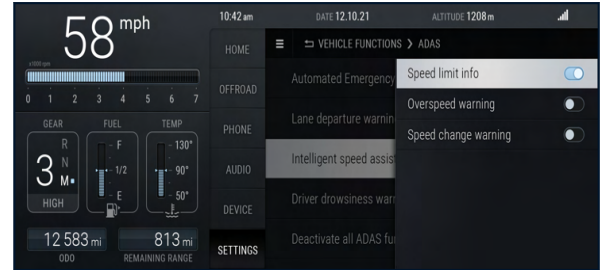 58 mph
x1000 rpm
0 1 2 3 4 5 6 7
GEAR
R
3 N
M
HIGH
FUEL
F
1/2
E
TEMP
130°
90°
50°
12 583 mi
ODO
813 mi
REMAINING RANGE
10:42 am
DATE 12.10.21
ALTITUDE 1208 m
HOME
OFFROAD
PHONE
AUDIO
DEVICE
SETTINGS
VEHICLE FUNCTIONS > ADAS
Automated Emergency
Lane departure warnin
Intelligent speed assist
Driver drowsiness warn
Deactivate all ADAS fu
Speed limit info
Overspeed warning
Speed change warning